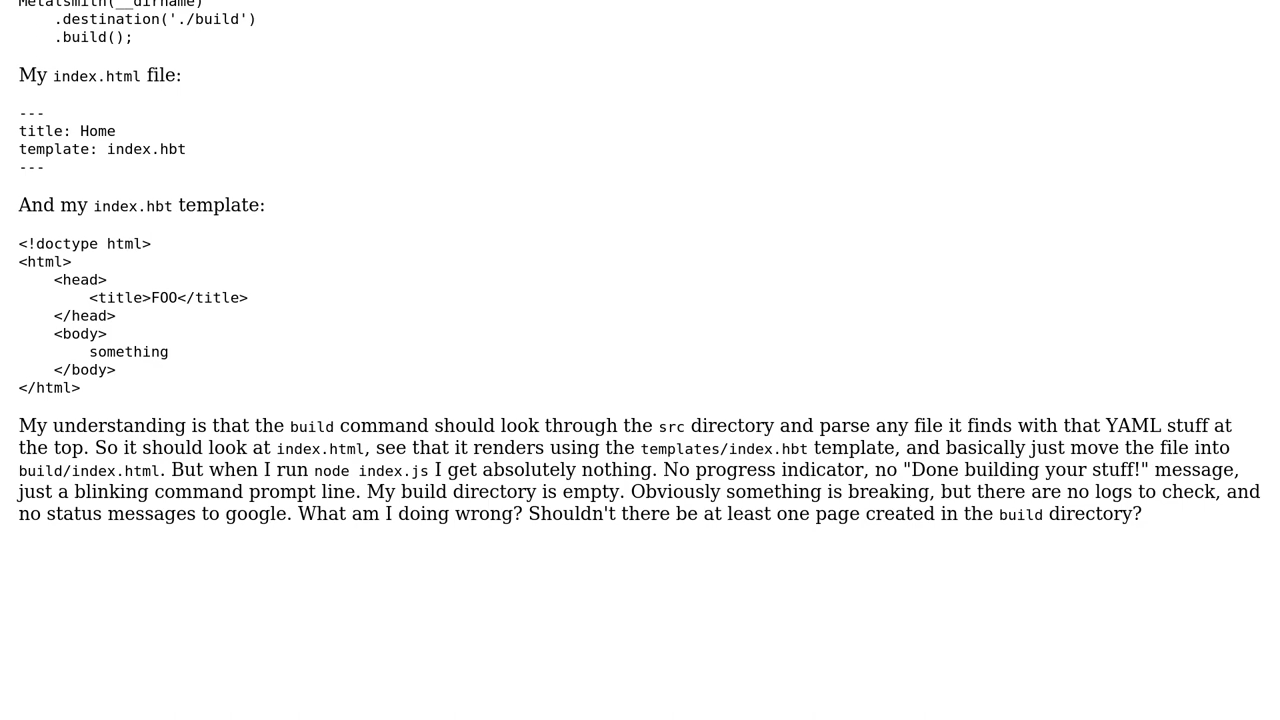 Metalsmith(__dirname)
    .destination('./build')
    .build();
My index.html file:
---
title: Home
template: index.hbt
---
And my index.hbt template:
<!doctype html>
<html>
    <head>
        <title>FOO</title>
    </head>
    <body>
        something
    </body>
</html>
My understanding is that the build command should look through the src directory and parse any file it finds with that YAML stuff at
the top. So it should look at index.html, see that it renders using the templates/index.hbt template, and basically just move the file into
build/index.html. But when I run node index.js I get absolutely nothing. No progress indicator, no "Done building your stuff!" message,
just a blinking command prompt line. My build directory is empty. Obviously something is breaking, but there are no logs to check, and
no status messages to google. What am I doing wrong? Shouldn't there be at least one page created in the build directory?